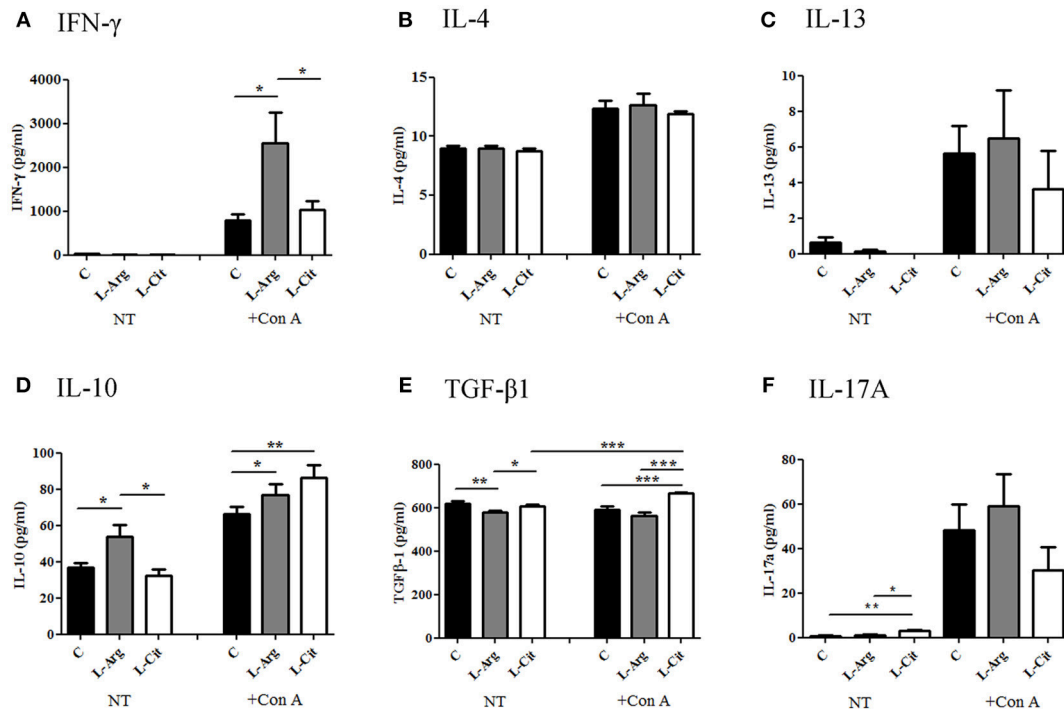 A IFN-γ
B IL-4
C IL-13
IFN-γ (pg/ml)
4000
3000
2000
1000
0
* *
C L-Arg L-Cit C L-Arg L-Cit
NT +Con A
IL-4 (pg/ml)
15
10
5
0
C L-Arg L-Cit C L-Arg L-Cit
NT +Con A
IL-13 (pg/ml)
10
8
6
4
2
0
C L-Arg L-Cit C L-Arg L-Cit
NT +Con A
D IL-10
E TGF-β1
F IL-17A
IL-10 (pg/ml)
100
80
60
40
20
0
* * ** *
C L-Arg L-Cit C L-Arg L-Cit
NT +Con A
TGFβ-1 (pg/ml)
800
600
400
200
0
*** ** * *** ***
C L-Arg L-Cit C L-Arg L-Cit
NT +Con A
IL-17a (pg/ml)
80
60
40
20
0
* **
C L-Arg L-Cit C L-Arg L-Cit
NT +Con A